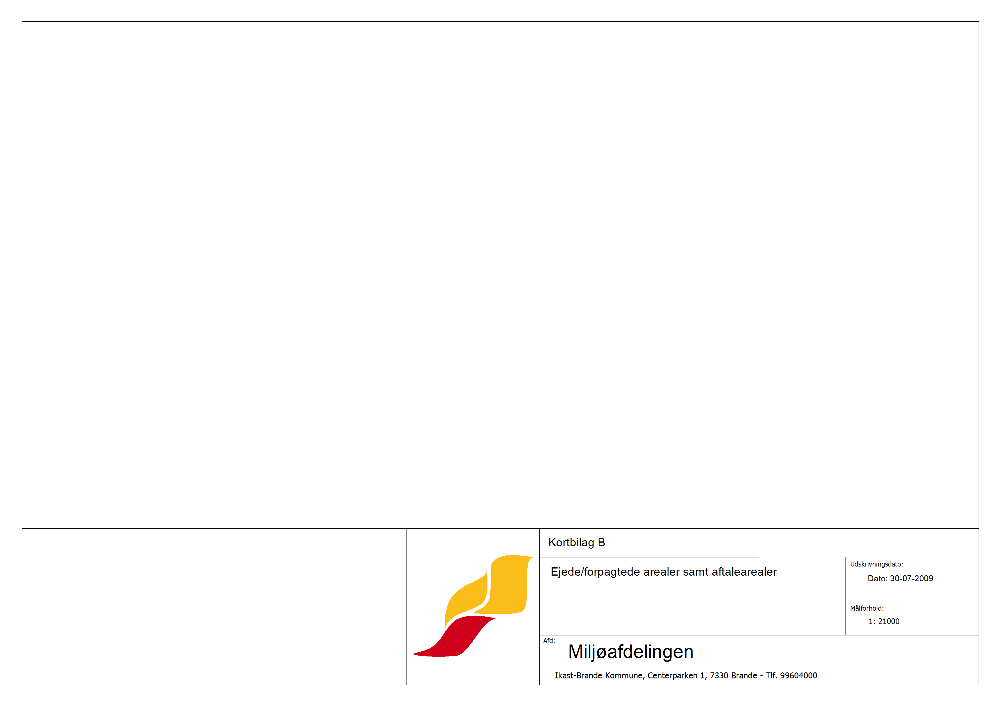 Kortbilag B
Ejede/forpagtede arealer samt aftalearealer
Udskrivningsdato:
Dato: 30-07-2009
Målforhold:
1: 21000
Afd:
Miljøafdelingen
Ikast-Brande Kommune, Centerparken 1, 7330 Brande - Tlf. 99604000